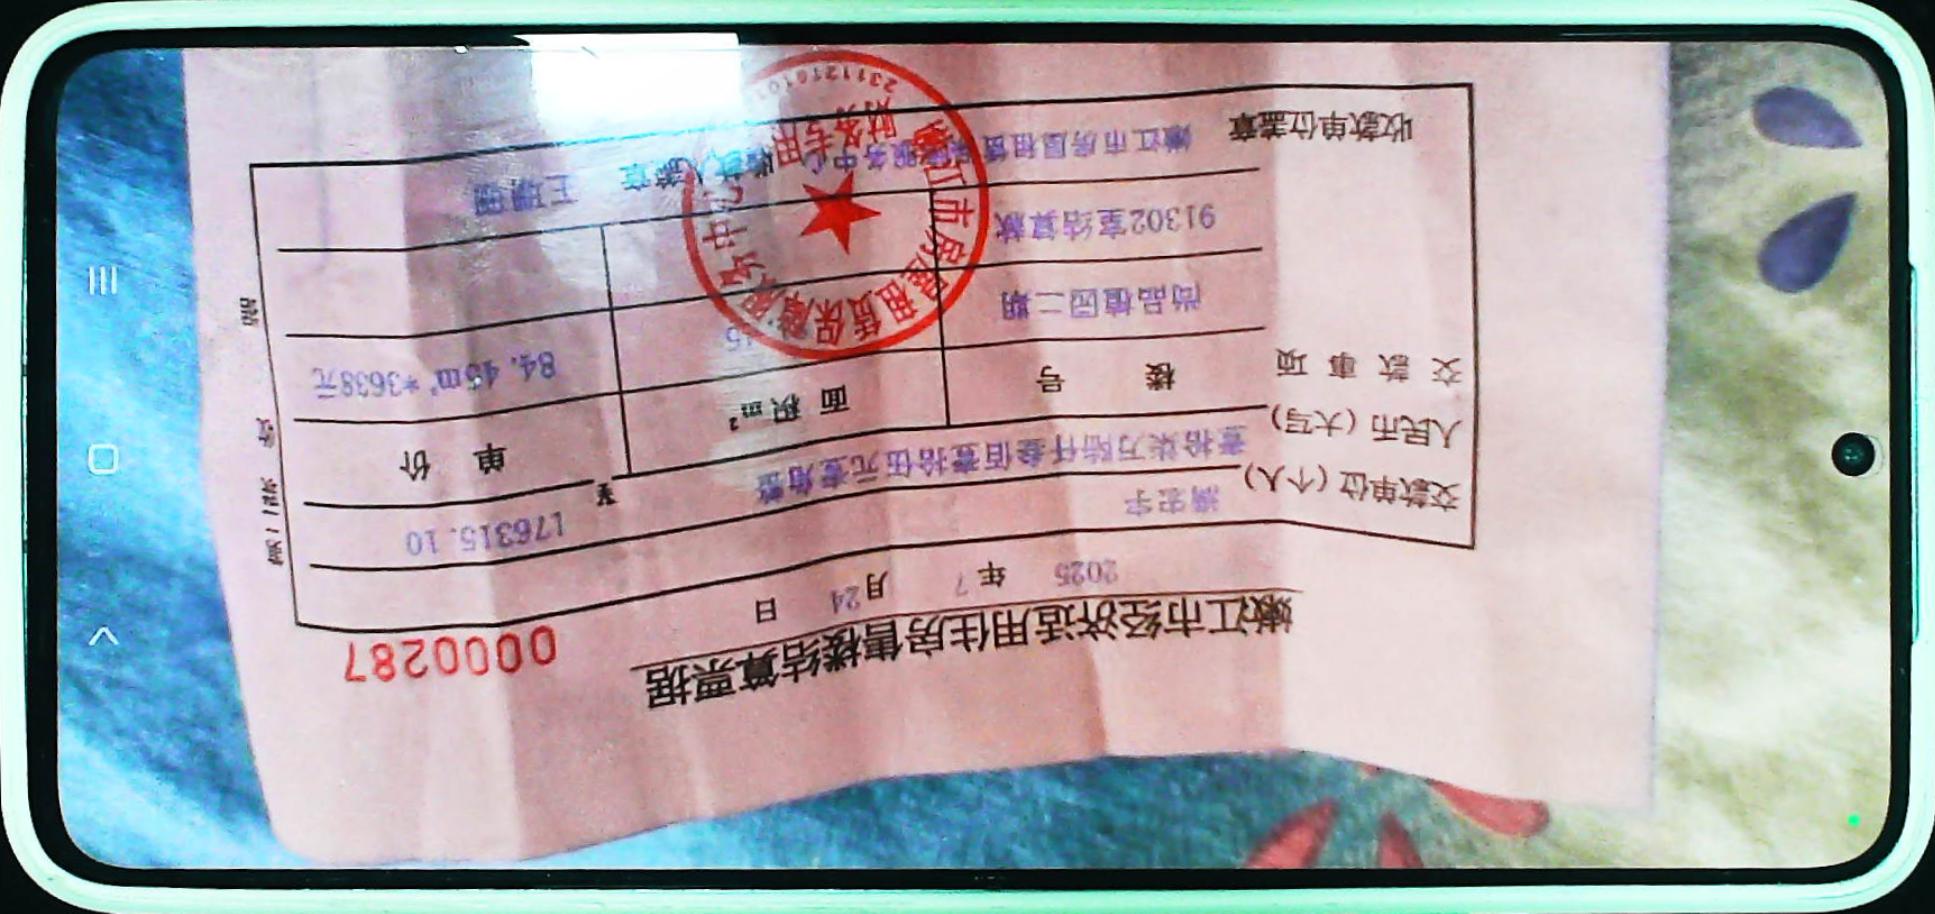 嫩江市经济适用住房售楼结算票据
0000287
2025 年 7 月 24 日
交款单位(个人)
人民币(大写) 壹拾柒万陆仟叁佰壹拾伍元壹角整 ¥ 176315.10
交款事项 楼号 面积m² 单价
尚品植园二期 84.45㎡*3638元
91302室结算款
收款单位盖章 嫩江市房屋租赁保障服务中心 收款人盖章
嫩江市房屋租赁保障服务中心
财务专用